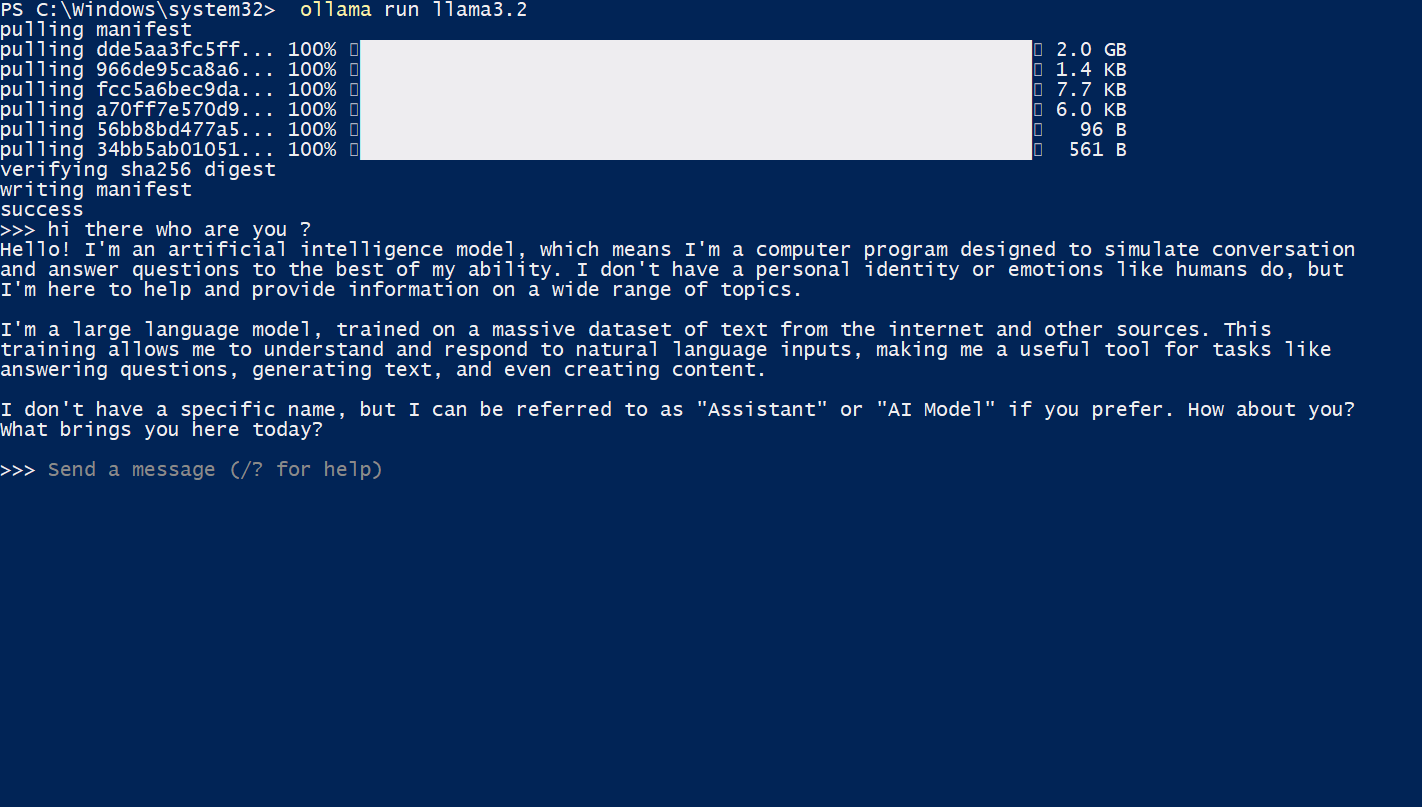 PS C:\Windows\system32>  ollama run llama3.2
pulling manifest
pulling dde5aa3fc5ff... 100% 2.0 GB
pulling 966de95ca8a6... 100% 1.4 KB
pulling fcc5a6bec9da... 100% 7.7 KB
pulling a70ff7e570d9... 100% 6.0 KB
pulling 56bb8bd477a5... 100% 96 B
pulling 34bb5ab01051... 100% 561 B
verifying sha256 digest
writing manifest
success
>>> hi there who are you ?
Hello! I'm an artificial intelligence model, which means I'm a computer program designed to simulate conversation
and answer questions to the best of my ability. I don't have a personal identity or emotions like humans do, but
I'm here to help and provide information on a wide range of topics.
I'm a large language model, trained on a massive dataset of text from the internet and other sources. This
training allows me to understand and respond to natural language inputs, making me a useful tool for tasks like
answering questions, generating text, and even creating content.
I don't have a specific name, but I can be referred to as "Assistant" or "AI Model" if you prefer. How about you?
What brings you here today?
>>> Send a message (/? for help)